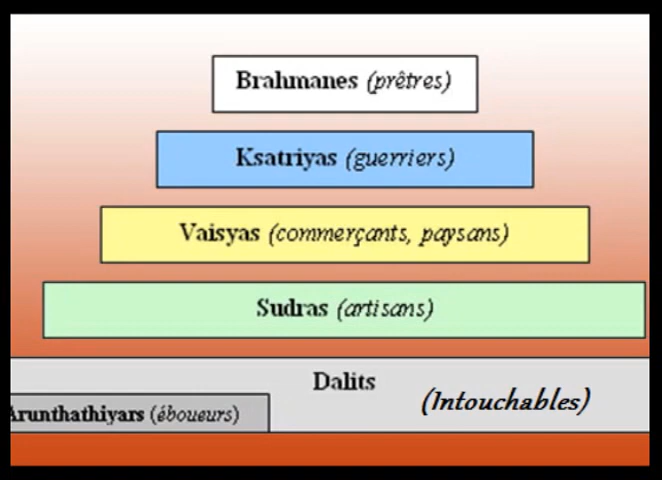 Brahmanes (prêtres)
Ksatriyas (guerriers)
Vaisyas (commerçants, paysans)
Sudras (artisans)
Dalits
(Intouchables)
Arunthathiyars (éboueurs)